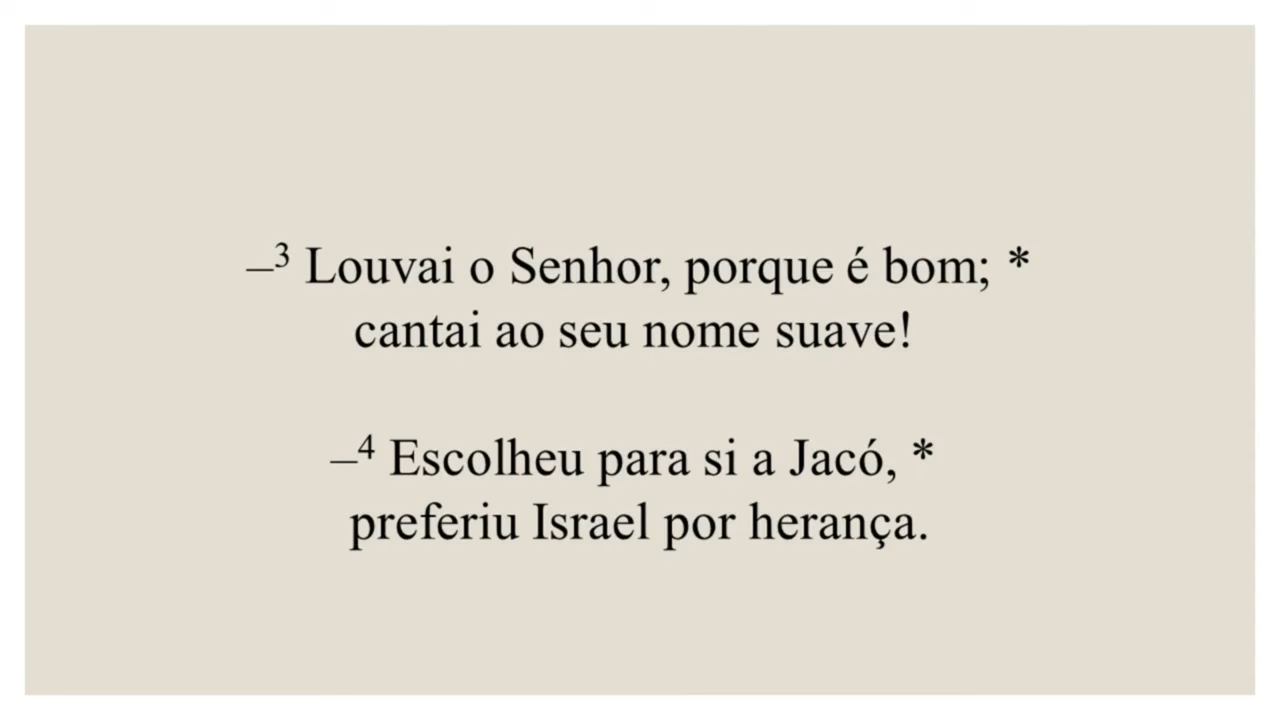 –³ Louvai o Senhor, porque é bom; *
cantai ao seu nome suave!
–⁴ Escolheu para si a Jacó, *
preferiu Israel por herança.